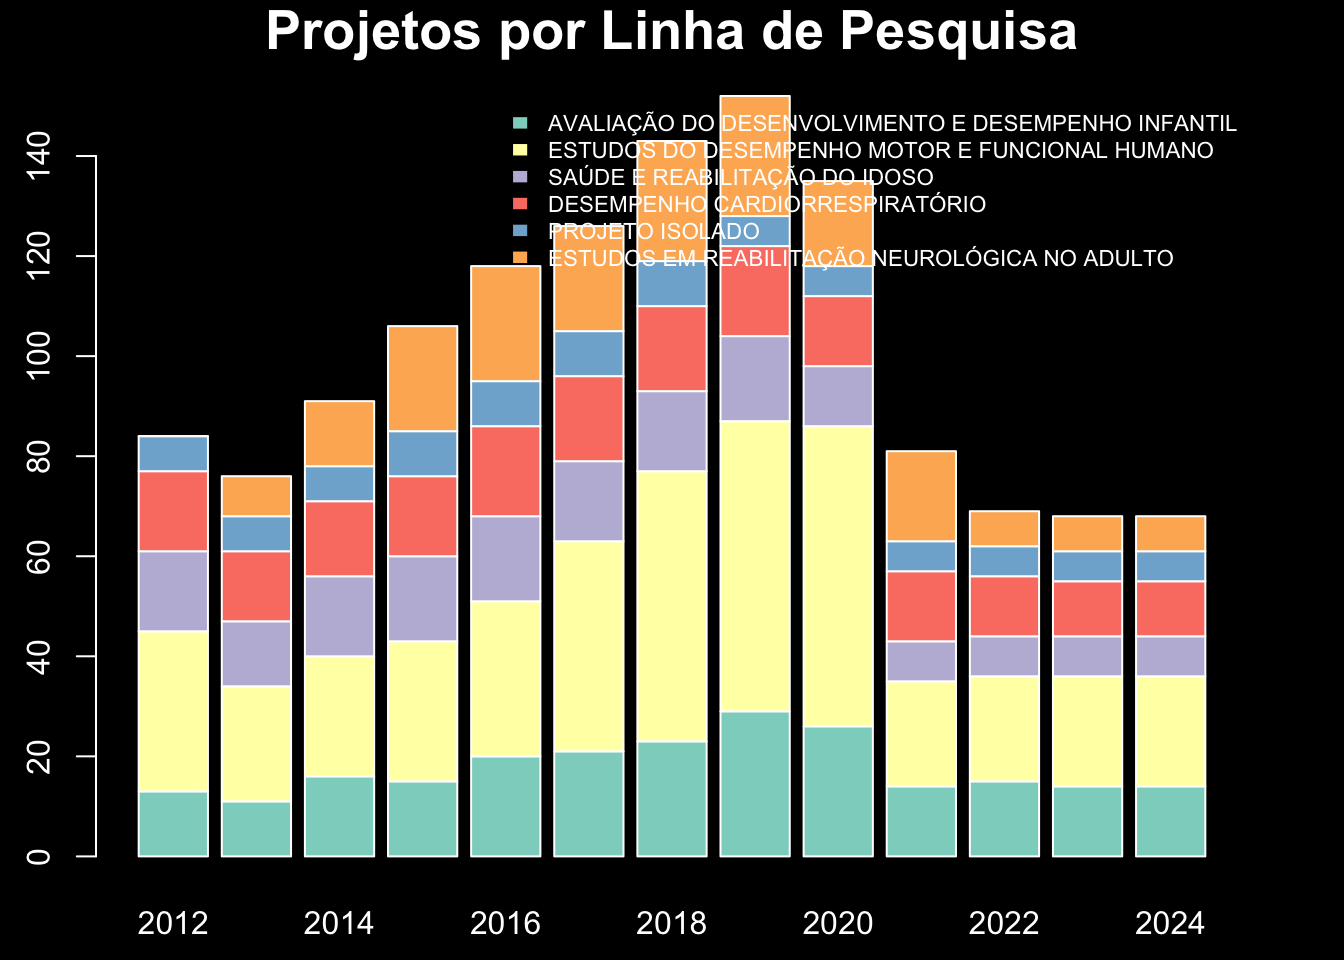 Projetos por Linha de Pesquisa
AVALIAÇÃO DO DESENVOLVIMENTO E DESEMPENHO INFANTIL
ESTUDOS DO DESEMPENHO MOTOR E FUNCIONAL HUMANO
SAÚDE E REABILITAÇÃO DO IDOSO
DESEMPENHO CARDIORRESPIRATÓRIO
PROJETO ISOLADO
ESTUDOS EM REABILITAÇÃO NEUROLÓGICA NO ADULTO
140
120
100
80
60
40
20
0
2012 2014 2016 2018 2020 2022 2024